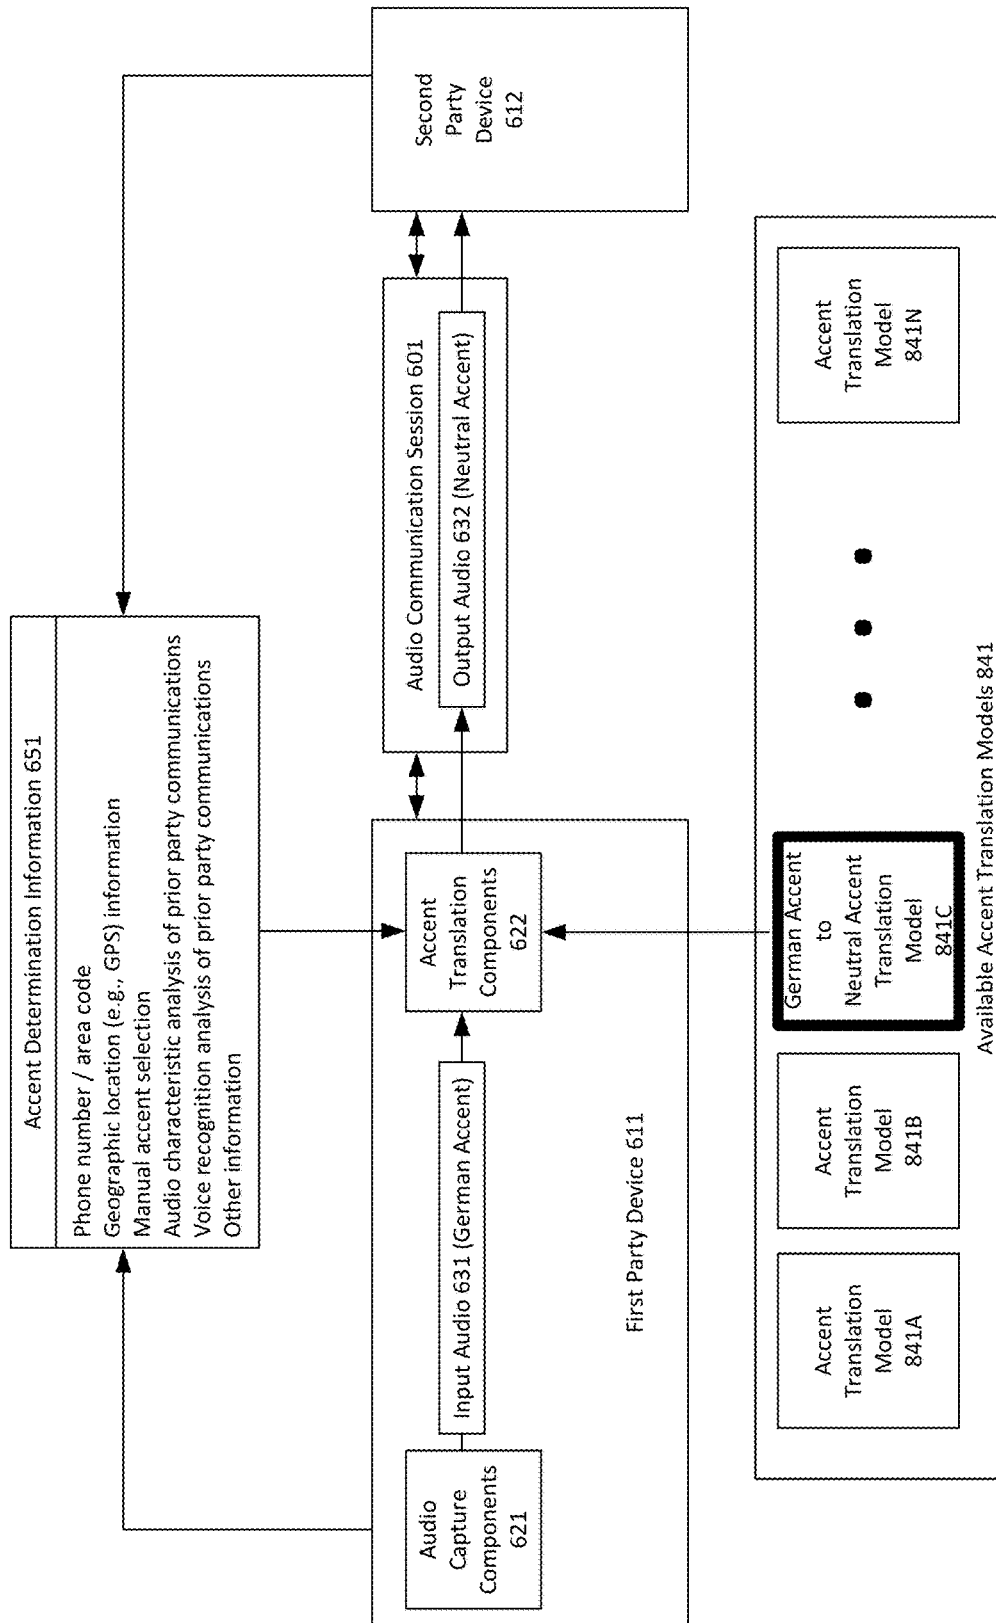 Accent Determination Information 651
Phone number / area code
Geographic location (e.g., GPS) information
Manual accent selection
Audio characteristic analysis of prior party communications
Voice recognition analysis of prior party communications
Other information
Audio
Capture
Components
621
Input Audio 631 (German Accent)
Accent
Translation
Components
622
First Party Device 611
Audio Communication Session 601
Output Audio 632 (Neutral Accent)
Second
Party
Device
612
Accent
Translation
Model
841A
Accent
Translation
Model
841B
German Accent
to
Neutral Accent
Translation
Model
841C
Accent
Translation
Model
841N
Available Accent Translation Models 841